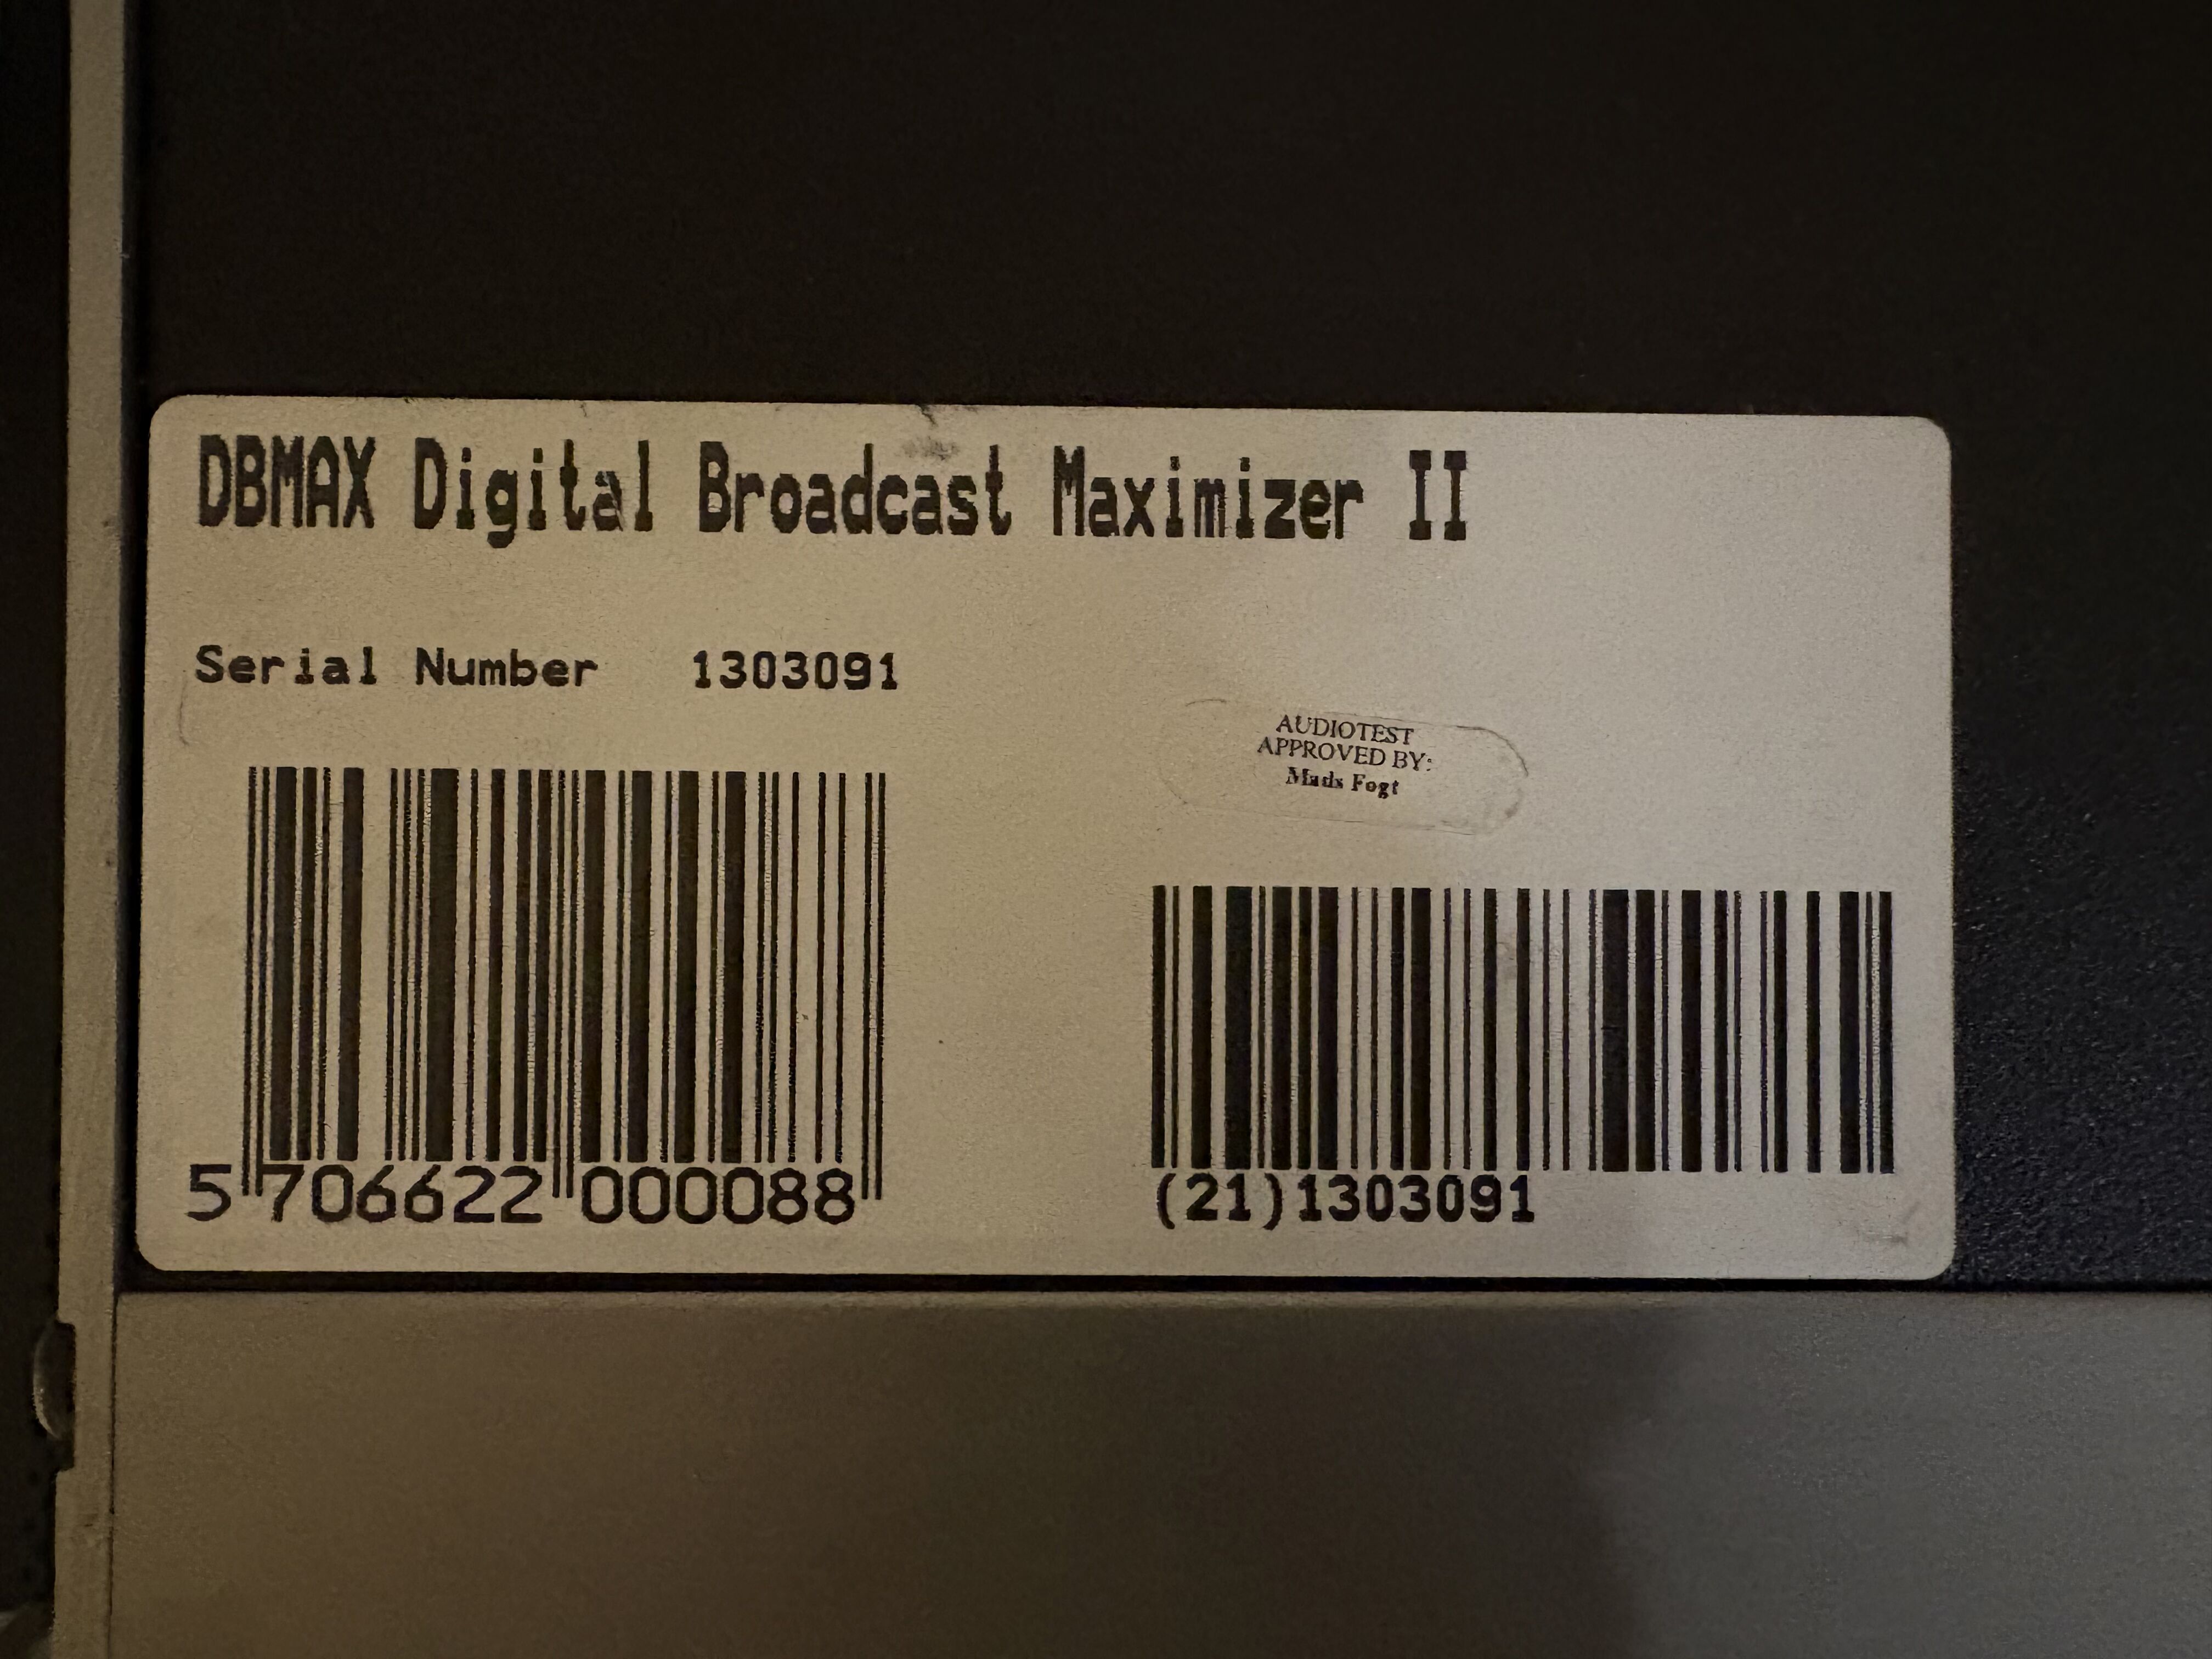 DBMAX Digital Broadcast Maximizer II
Serial Number 1303091
AUDIOTEST
APPROVED BY:
Mads Fogt
5 706622 000088
(21)1303091